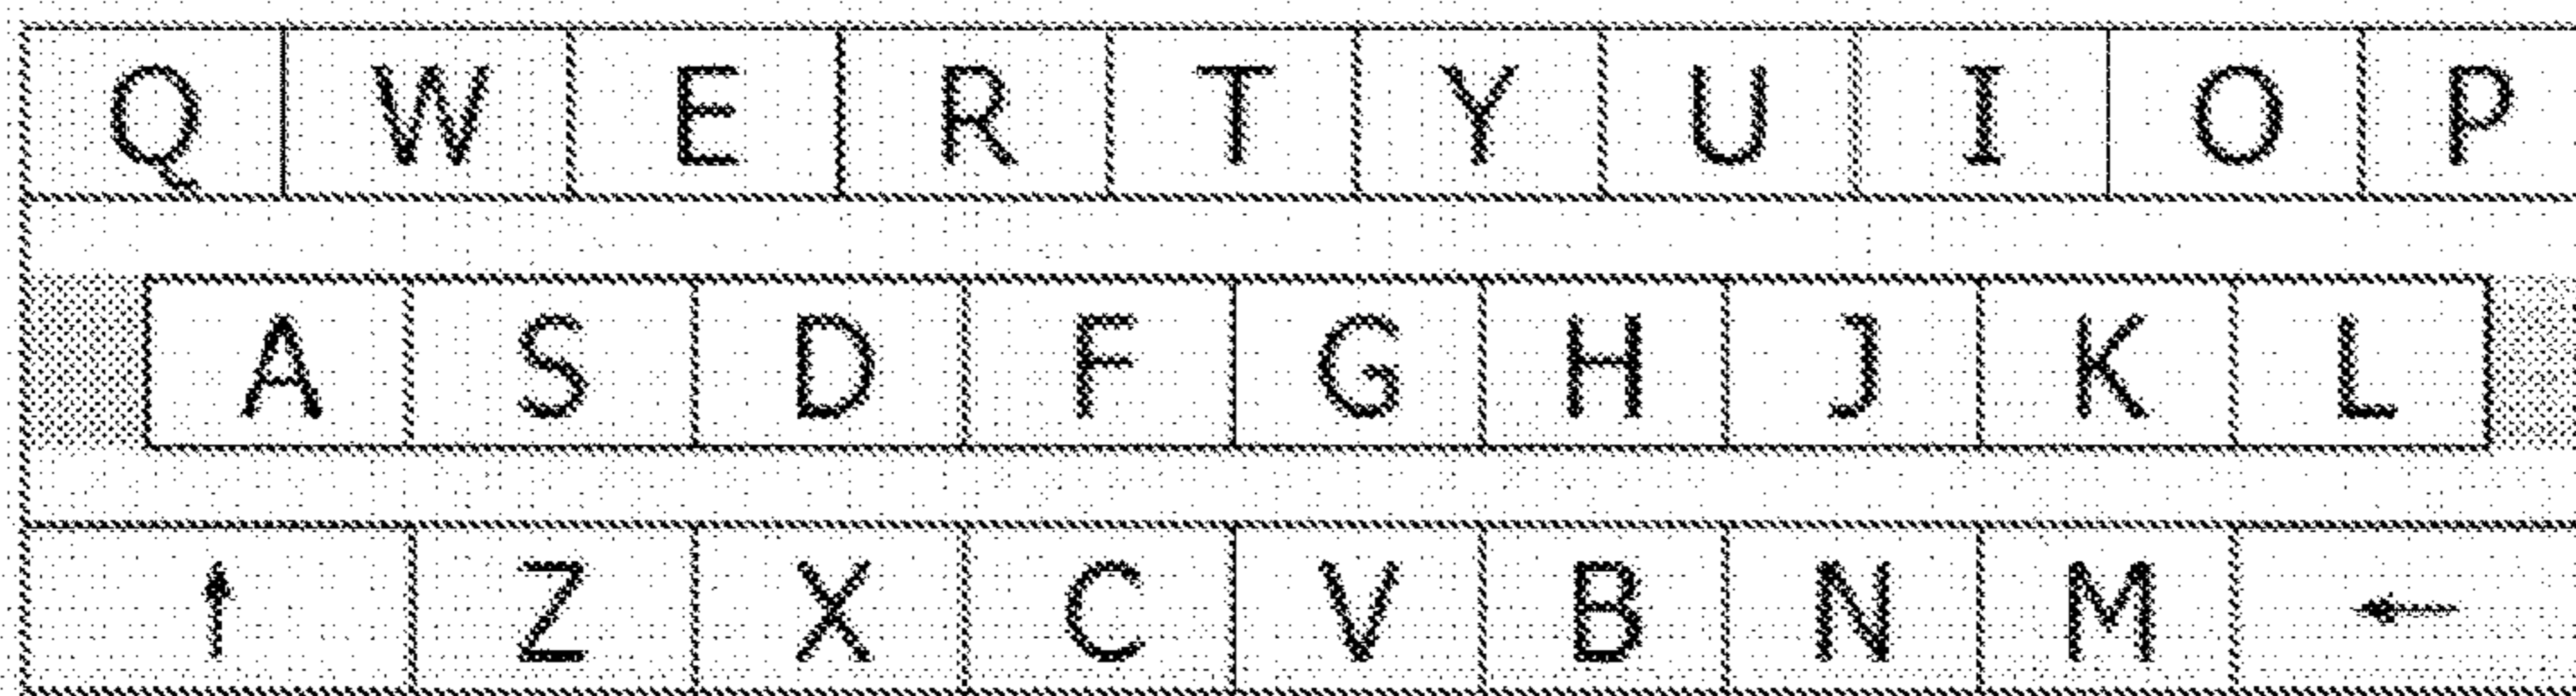 Q W E R T Y U I O P
A S D F G H J K L
↑ Z X C V B N M ←